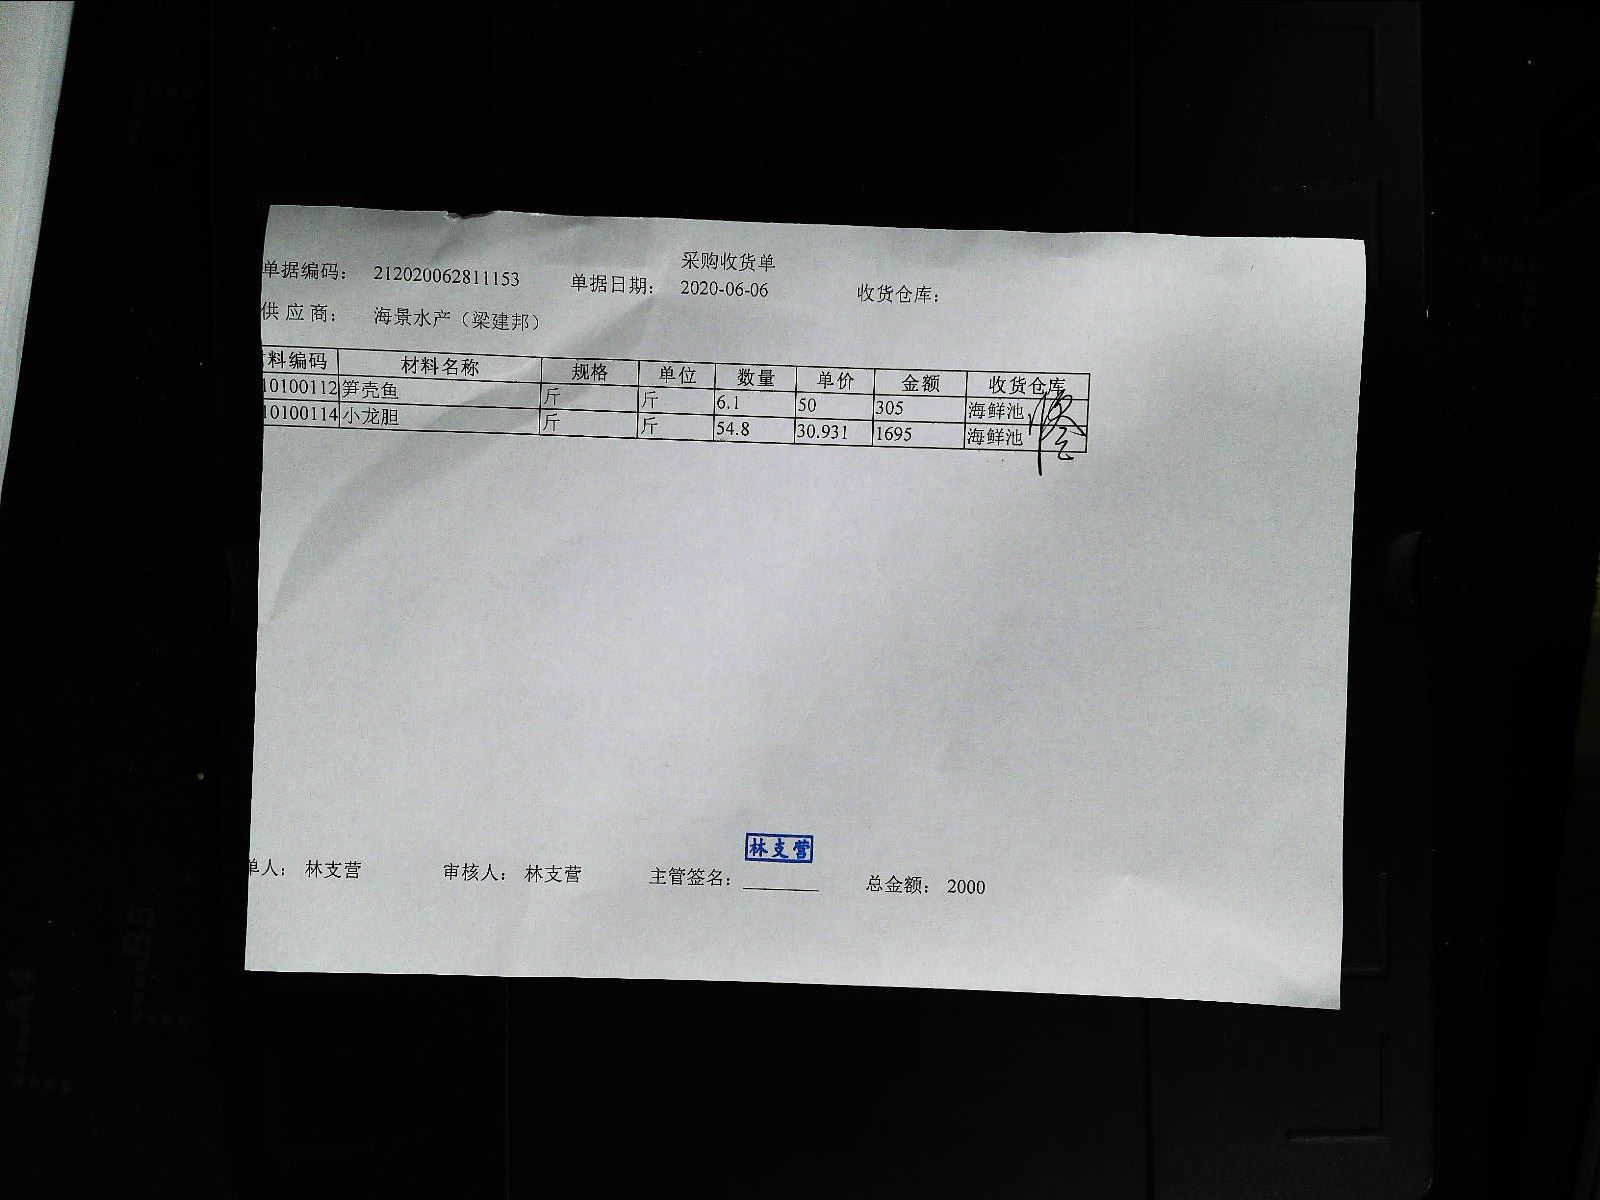 采购收货单
单据编码： 212020062811153 单据日期： 2020-06-06 收货仓库：
供应商： 海景水产（梁建邦）
料编码 材料名称 规格 单位 数量 单价 金额 收货仓库
10100112 笋壳鱼 斤 斤 6.1 50 305 海鲜池
10100114 小龙胆 斤 斤 54.8 30.931 1695 海鲜池
林支营
单人： 林支营 审核人： 林支营 主管签名： 总金额： 2000